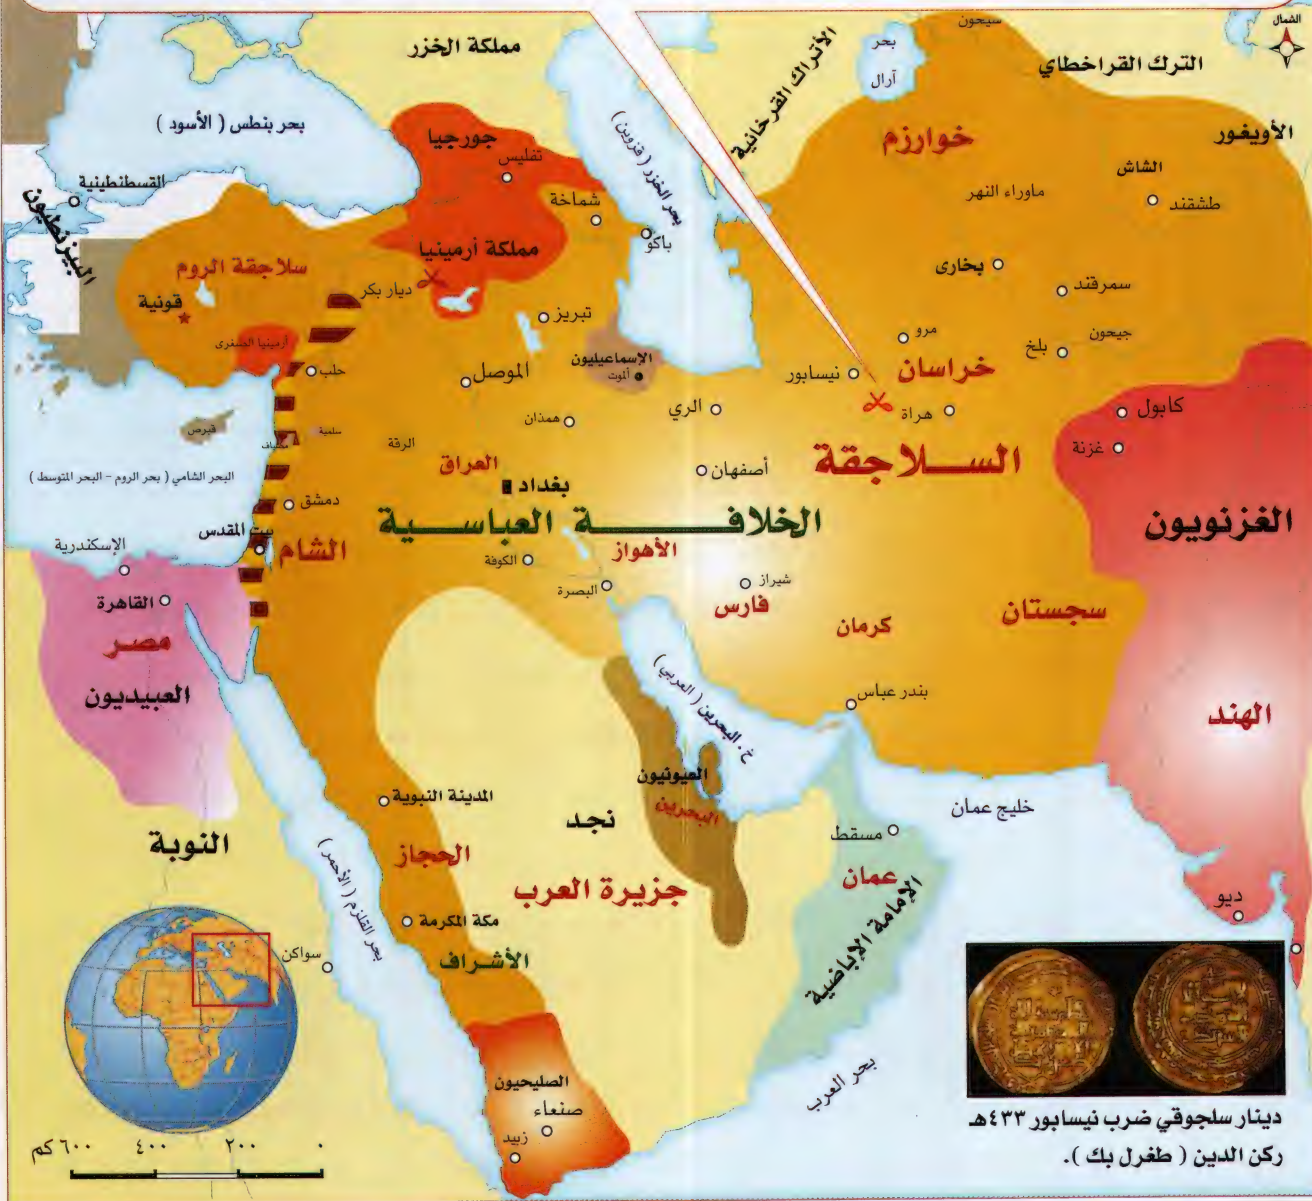 الشمال
سيحون
مملكة الخزر
الأتراك القرخانية
بحر
آرال
الترك القراخطاي
الأويغور
بحر بنطس ( الأسود )
جورجيا
تفليس
بحر الخزر ( قزوين )
خوارزم
الشاش
طشقند
ماوراء النهر
القسطنطينية
البيزنطيون
شماخة
باكو
مملكة أرمينيا
سلاجقة الروم
قونية
ديار بكر
بخارى
سمرقند
جيحون
مرو
بلخ
تبريز
أرمينيا الصغرى
الإسماعيليون
ألموت
نيسابور
خراسان
حلب
الموصل
الري
هراة
كابول
غزنة
قبرص
سلمية
مصياف
الرقة
همذان
العراق
أصفهان
السلاجقة
البحر الشامي ( بحر الروم - البحر المتوسط )
دمشق
بغداد
الخلافة العباسية
الغزنويون
بيت المقدس
الشام
الإسكندرية
الكوفة
الأهواز
البصرة
شيراز
فارس
القاهرة
مصر
العبيديون
كرمان
سجستان
بندر عباس
خ. البحرين ( العربي )
الهند
المدينة النبوية
العيونيون
البحرين
نجد
خليج عمان
مسقط
النوبة
الحجاز
جزيرة العرب
عمان
الإمامة الإباضية
بحر القلزم ( الأحمر )
مكة المكرمة
الأشراف
سواكن
ديو
الصليحيون
صنعاء
زبيد
بحر العرب
٠ ٢٠٠ ٤٠٠ ٦٠٠ كم
دينار سلجوقي ضرب نيسابور ٤٣٣هـ
ركن الدين ( طغرل بك ).